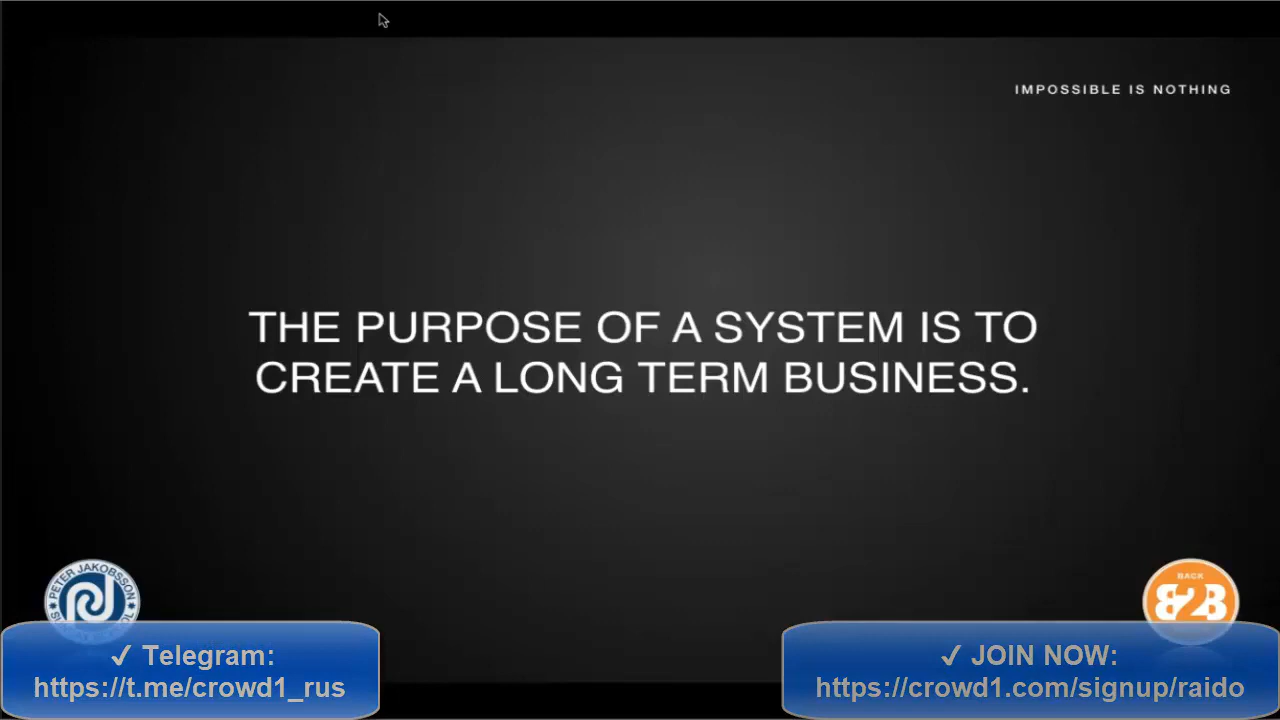 IMPOSSIBLE IS NOTHING
THE PURPOSE OF A SYSTEM IS TO
CREATE A LONG TERM BUSINESS.
PETER JAKOBSSON
BACK
B2B
✓ Telegram:
https://t.me/crowd1_rus
✓ JOIN NOW:
https://crowd1.com/signup/raido